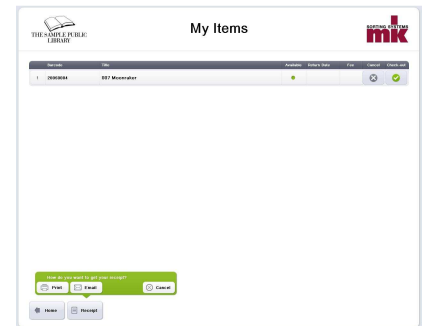 THE SAMPLE PUBLIC
LIBRARY
My Items
SORTING SYSTEMS
mk
Barcode Title Available Return Date Fee Cancel Check-out
1 20000004 007 Moonraker
How do you want to get your receipt?
Print Email Cancel
Home Receipt